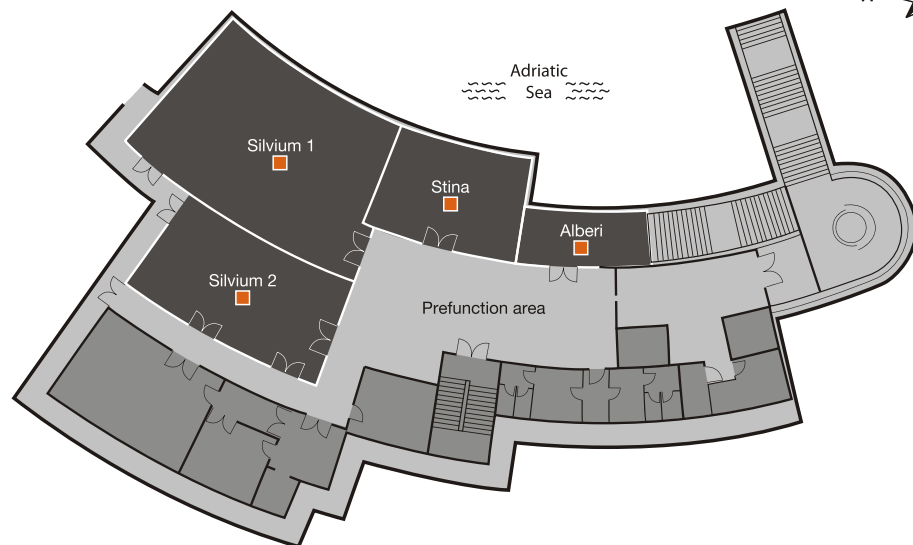 Adriatic
Sea
Silvium 1
Stina
Alberi
Silvium 2
Prefunction area